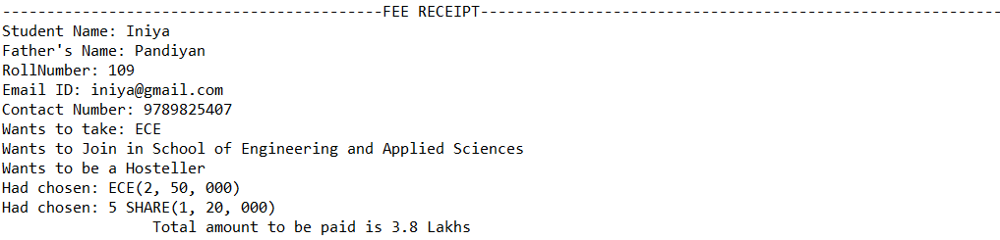 -------------------------------------------FEE RECEIPT-----------------------------------------------------------
Student Name: Iniya
Father's Name: Pandiyan
RollNumber: 109
Email ID: iniya@gmail.com
Contact Number: 9789825407
Wants to take: ECE
Wants to Join in School of Engineering and Applied Sciences
Wants to be a Hosteller
Had chosen: ECE(2, 50, 000)
Had chosen: 5 SHARE(1, 20, 000)
Total amount to be paid is 3.8 Lakhs